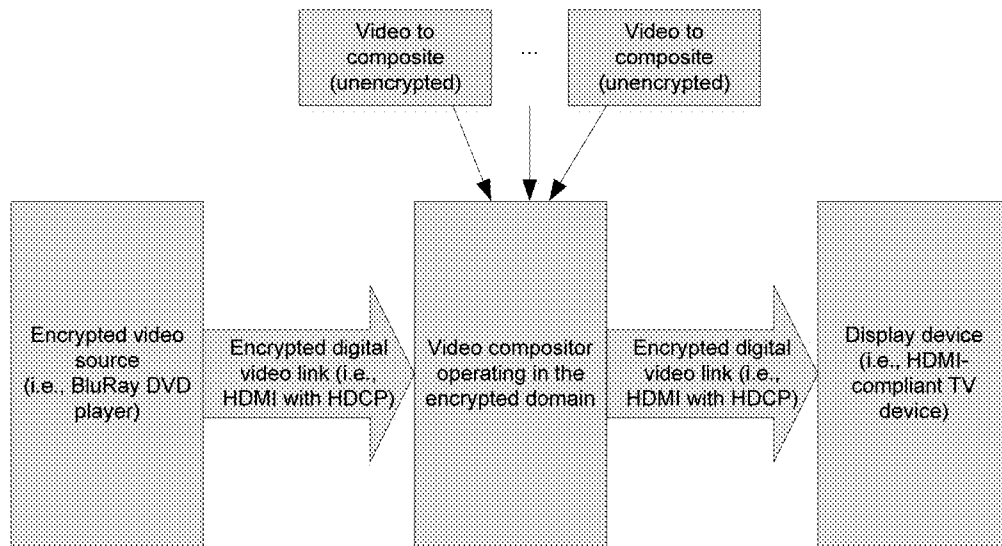 Video to
composite
(unencrypted)
...
Video to
composite
(unencrypted)
Encrypted video
source
(i.e., BluRay DVD
player)
Encrypted digital
video link (i.e.,
HDMI with HDCP)
Video compositor
operating in the
encrypted domain
Encrypted digital
video link (i.e.,
HDMI with HDCP)
Display device
(i.e., HDMI-
compliant TV
device)